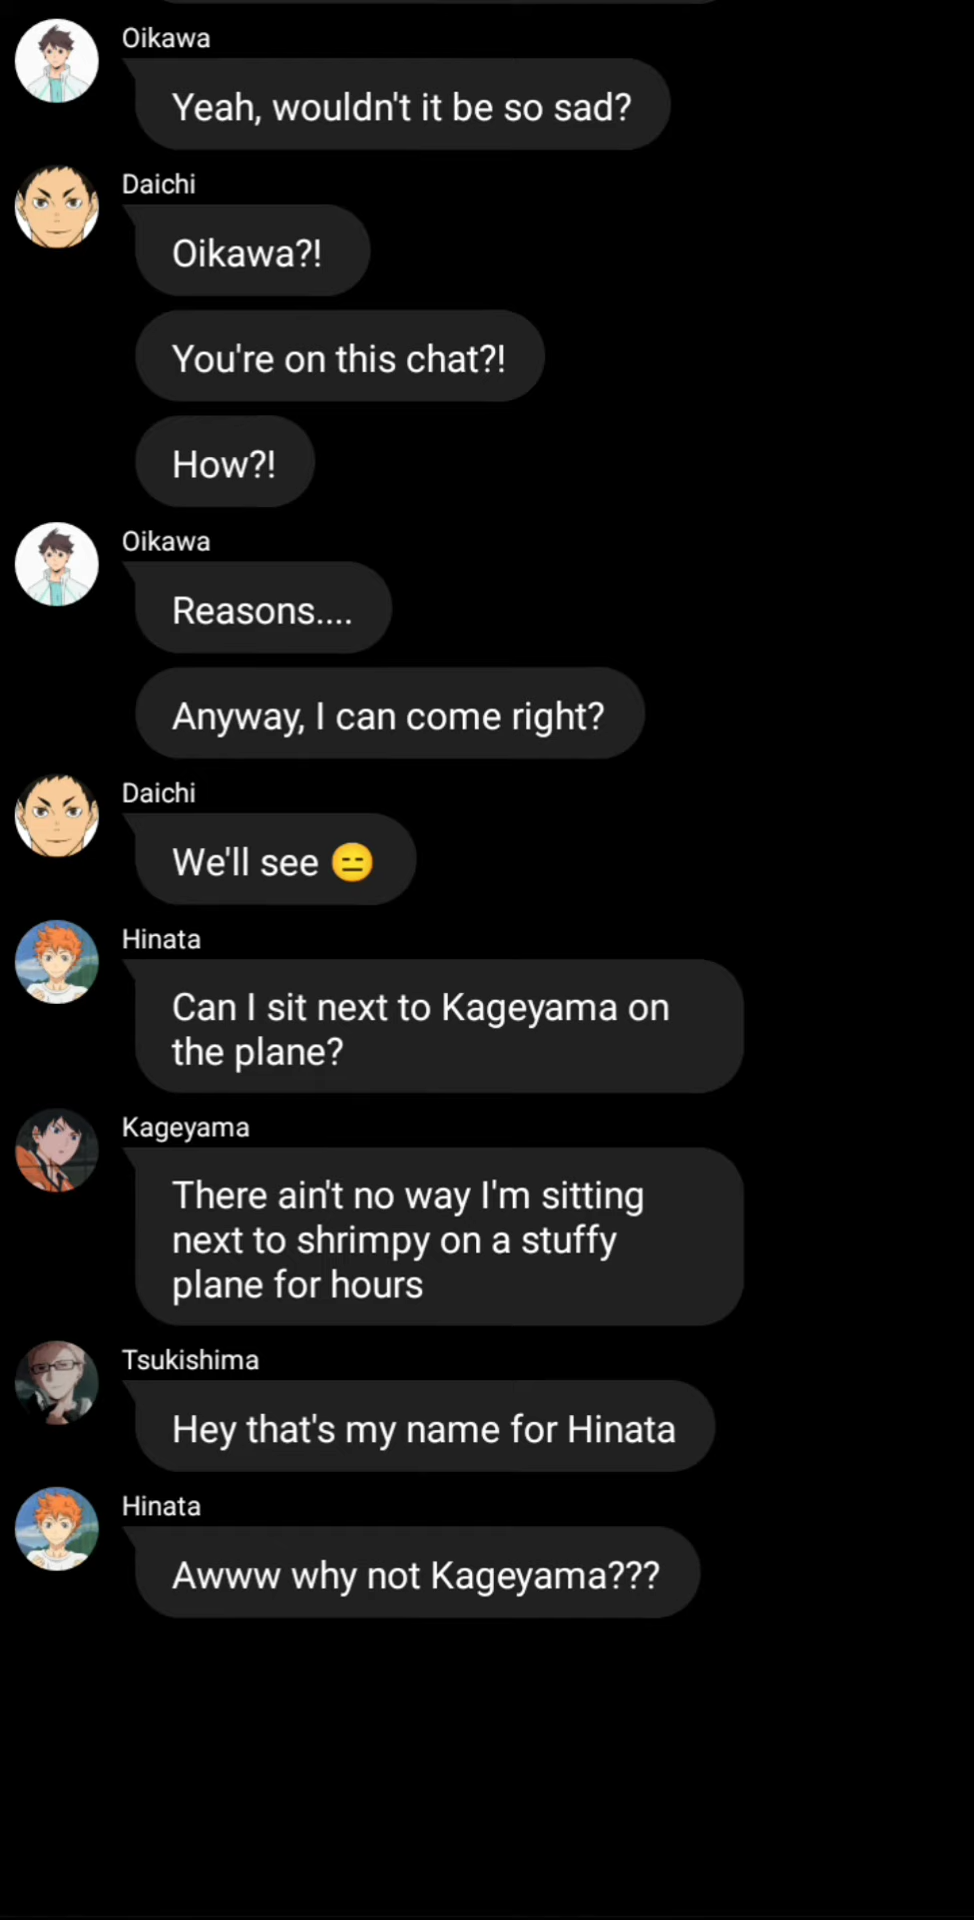 Oikawa
Yeah, wouldn't it be so sad?
Daichi
Oikawa?!
You're on this chat?!
How?!
Oikawa
Reasons....
Anyway, I can come right?
Daichi
We'll see 😑
Hinata
Can I sit next to Kageyama on
the plane?
Kageyama
There ain't no way I'm sitting
next to shrimpy on a stuffy
plane for hours
Tsukishima
Hey that's my name for Hinata
Hinata
Awww why not Kageyama???